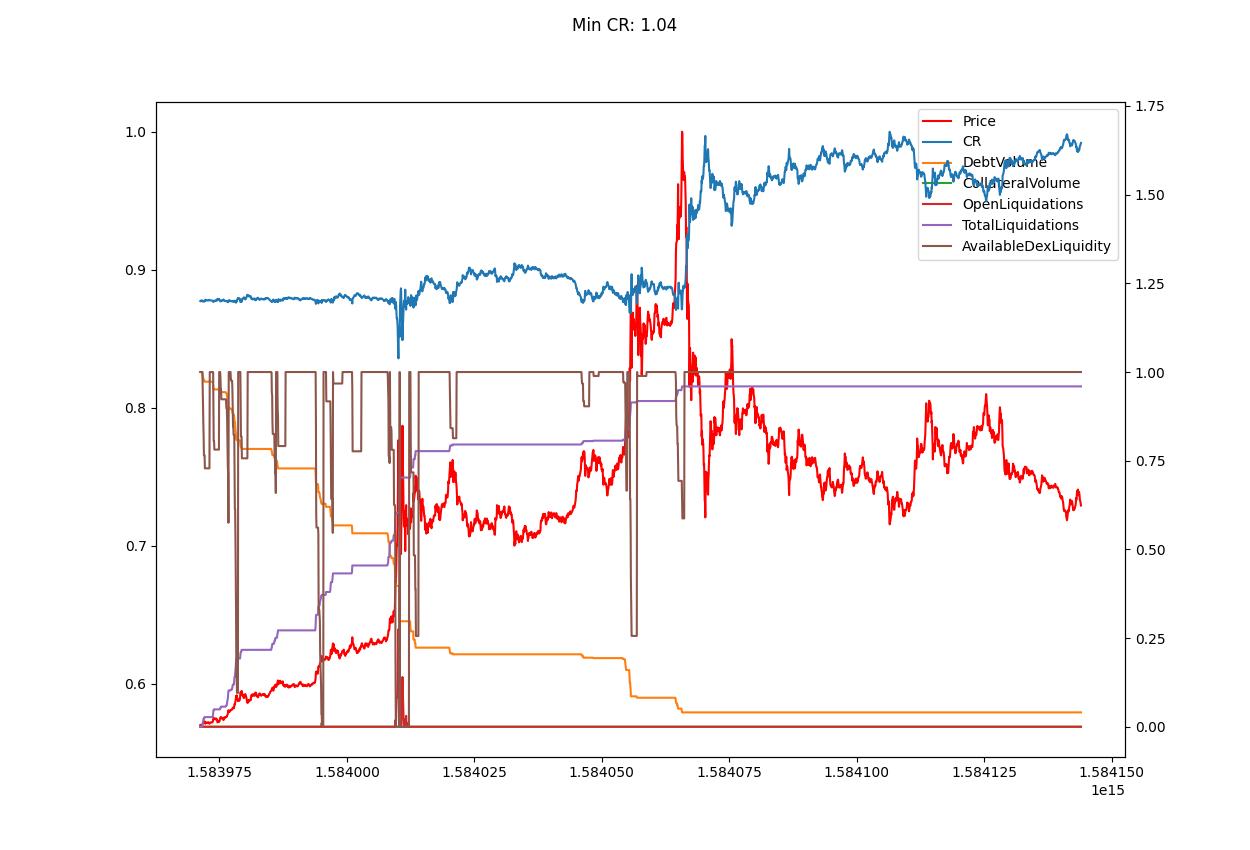 Min CR: 1.04
1.0
0.9
0.8
0.7
0.6
1.75
1.50
1.25
1.00
0.75
0.50
0.25
0.00
Price
CR
DebtVolume
CollateralVolume
OpenLiquidations
TotalLiquidations
AvailableDexLiquidity
1.583975 1.584000 1.584025 1.584050 1.584075 1.584100 1.584125 1.584150
1e15